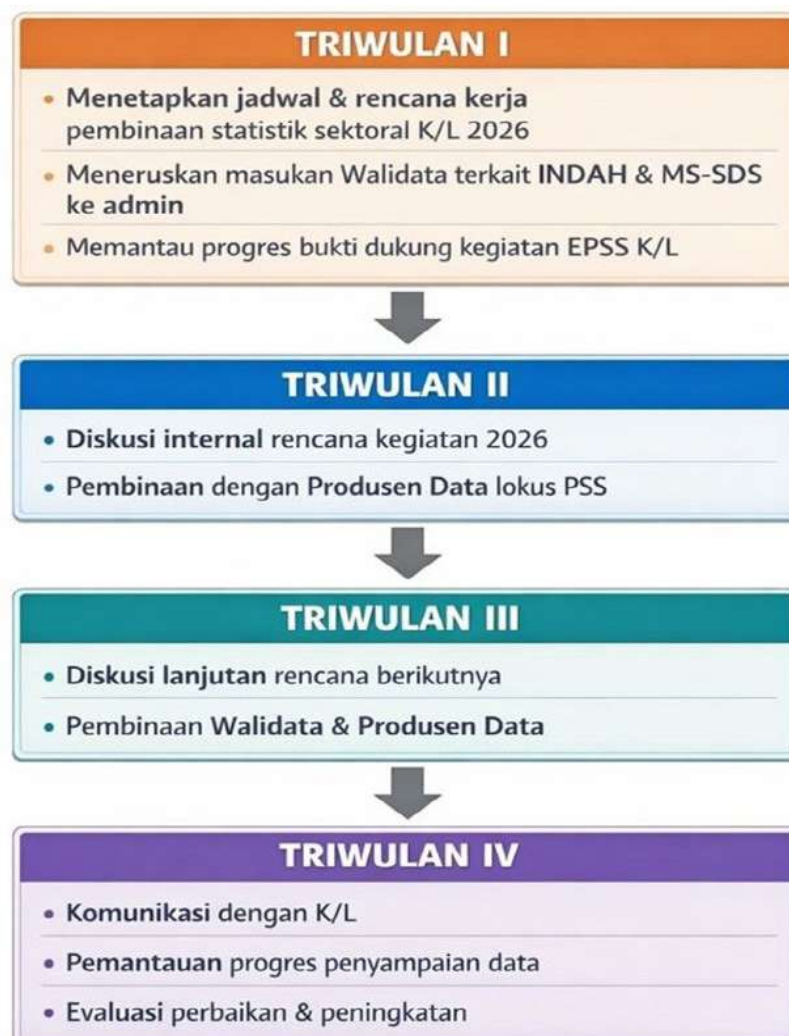 TRIWULAN I
• Menetapkan jadwal & rencana kerja
pembinaan statistik sektoral K/L 2026
• Meneruskan masukan Walidata terkait INDAH & MS-SDS
ke admin
• Memantau progres bukti dukung kegiatan EPSS K/L
TRIWULAN II
• Diskusi internal rencana kegiatan 2026
• Pembinaan dengan Produsen Data lokus PSS
TRIWULAN III
• Diskusi lanjutan rencana berikutnya
• Pembinaan Walidata & Produsen Data
TRIWULAN IV
• Komunikasi dengan K/L
• Pemantauan progres penyampaian data
• Evaluasi perbaikan & peningkatan